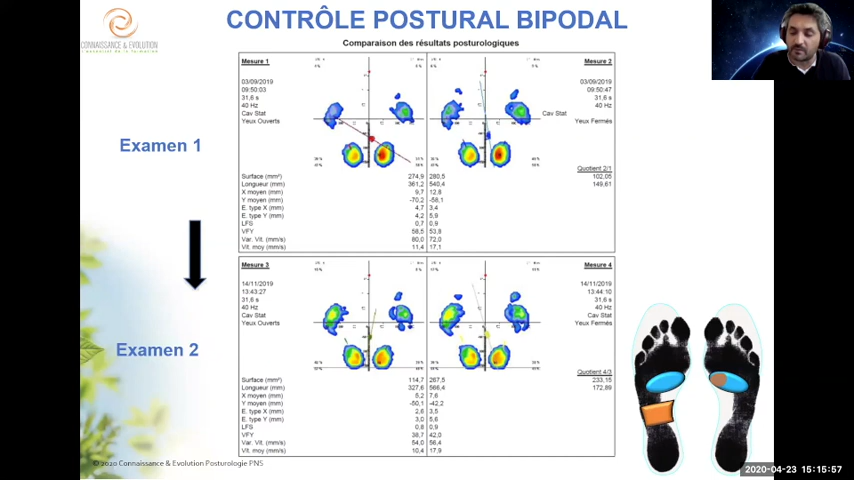 CONTRÔLE POSTURAL BIPODAL
CONNAISSANCE & EVOLUTION
Comparaison des résultats posturologiques
Mesure 1
03/09/2019
09:50:03
31,6 s
40 Hz
Cav Stat
Yeux Ouverts
Mesure 2
03/09/2019
09:50:47
31,6 s
40 Hz
Cav Stat
Yeux Fermés
Examen 1
Quotient 2/1
Surface (mm²) 274,9 280,5 102,05
Longueur (mm) 361,2 540,4 149,61
X moyen (mm) 9,7 12,8
Y moyen (mm) -70,2 -58,1
E. type X (mm) 4,7 3,4
E. type Y (mm) 4,2 5,9
LFS 0,7 0,9
VFY 58,5 53,8
Var. Vit. (mm/s) 80,0 72,0
Vit. moy (mm/s) 11,4 17,1
Mesure 3
14/11/2019
13:43:27
31,6 s
40 Hz
Cav Stat
Yeux Ouverts
Mesure 4
14/11/2019
13:44:10
31,6 s
40 Hz
Cav Stat
Yeux Fermés
Examen 2
Quotient 4/3
Surface (mm²) 114,7 267,5 233,15
Longueur (mm) 327,6 566,4 172,89
X moyen (mm) 5,2 7,6
Y moyen (mm) -50,1 -42,2
E. type X (mm) 2,6 3,5
E. type Y (mm) 3,0 5,6
LFS 0,8 0,9
VFY 38,7 42,0
Var. Vit. (mm/s) 54,0 56,4
Vit. moy (mm/s) 10,4 17,9
© 2020 Connaissance & Evolution Posturologie PNS
2020-04-23 15:15:57